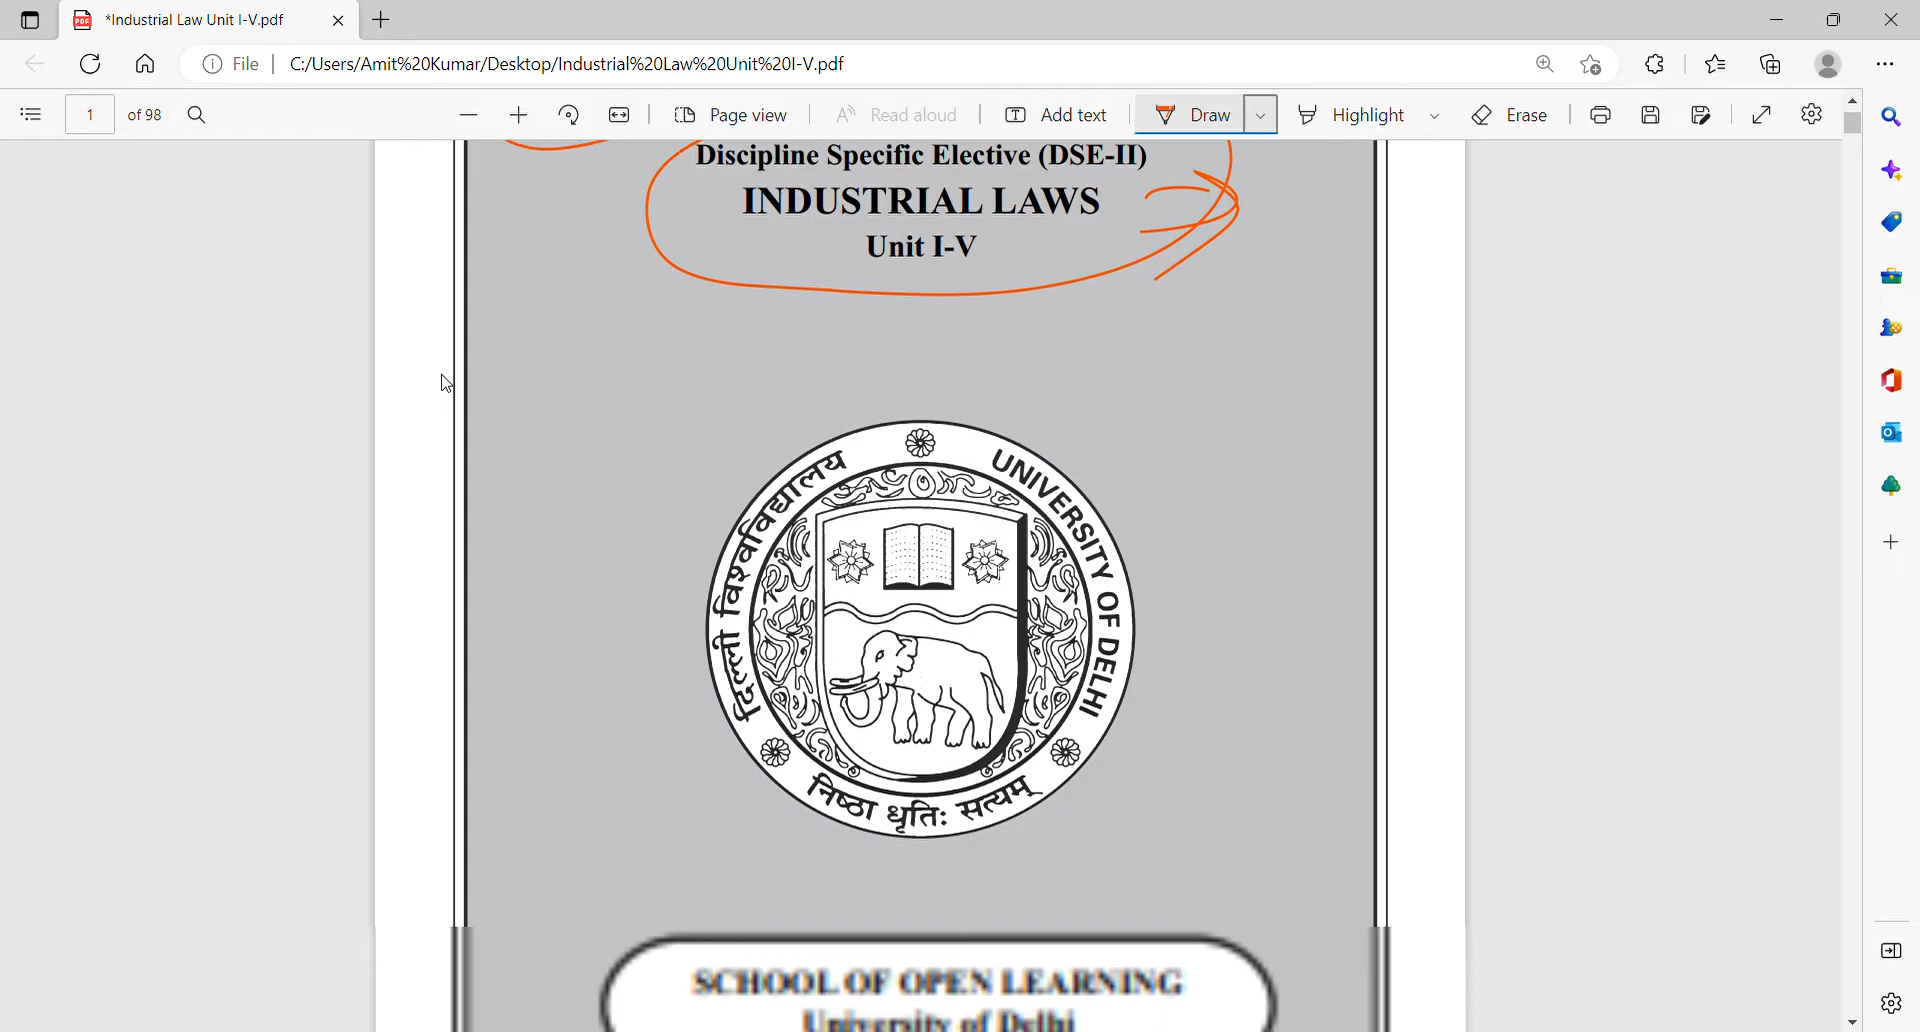 *Industrial Law Unit I-V.pdf
File
C:/Users/Amit%20Kumar/Desktop/Industrial%20Law%20Unit%20I-V.pdf
1 of 98
Page view
Read aloud
Add text
Draw
Highlight
Erase
Discipline Specific Elective (DSE-II)
INDUSTRIAL LAWS
Unit I-V
दिल्ली विश्वविद्यालय
UNIVERSITY OF DELHI
निष्ठा धृतिः सत्यम्
SCHOOL OF OPEN LEARNING
University of Delhi